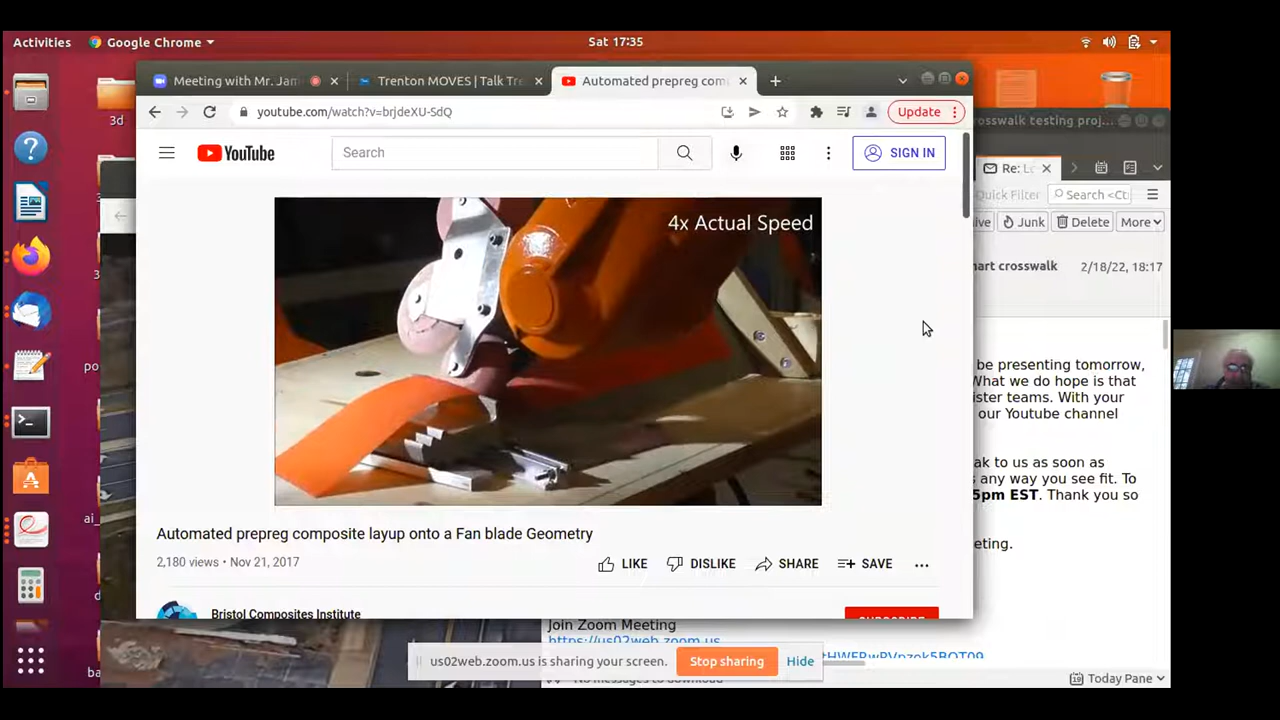 Activities
Google Chrome
Sat 17:35
Meeting with Mr. Jam
Trenton MOVES | Talk Tre
Automated prepreg com
youtube.com/watch?v=brjdeXU-SdQ
Update
YouTube
Search
SIGN IN
4x Actual Speed
Automated prepreg composite layup onto a Fan blade Geometry
2,180 views • Nov 21, 2017
LIKE
DISLIKE
SHARE
SAVE
Bristol Composites Institute
us02web.zoom.us is sharing your screen.
Stop sharing
Hide
3d
crosswalk testing proj...
Re: Lo
Quick Filter
Search <Ct
Junk
Delete
More
mart crosswalk
2/18/22, 18:17
be presenting tomorrow,
What we do hope is that
ister teams. With your
our Youtube channel
ak to us as soon as
s any way you see fit. To
5pm EST. Thank you so
eting.
Join Zoom Meeting
https://us02web.zoom.us
Today Pane
po
ai_
ba